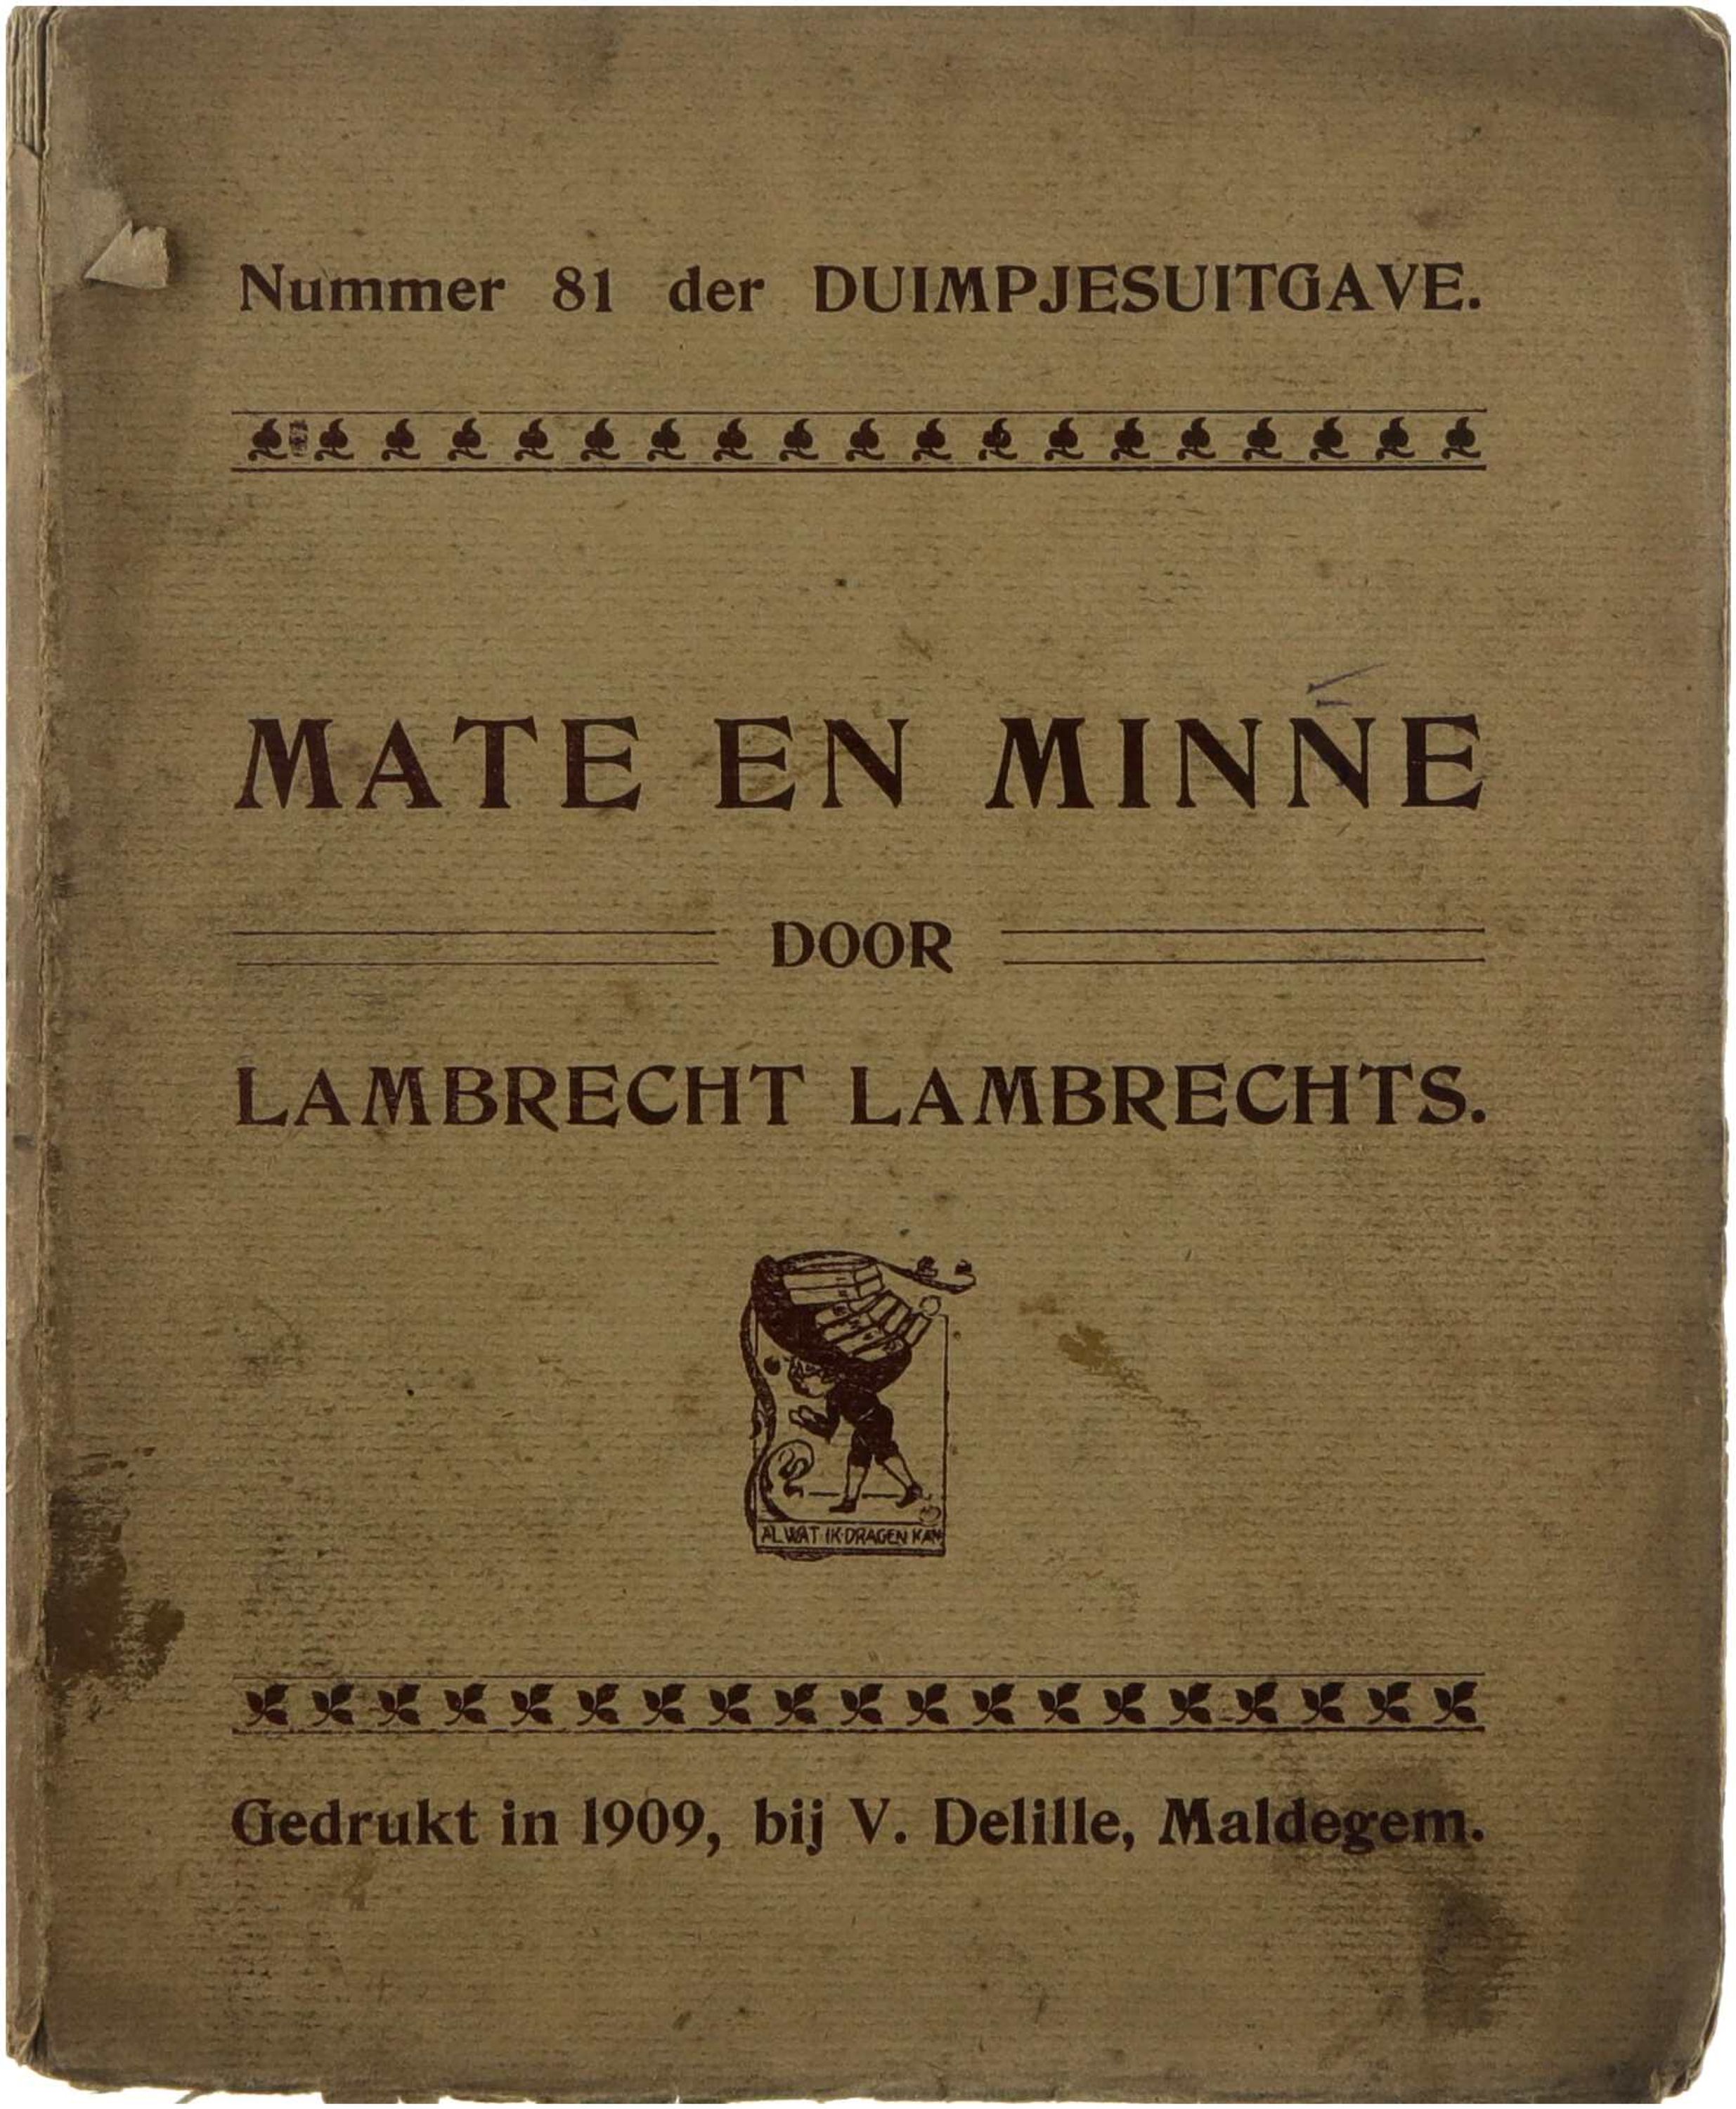 Nummer 81 der DUIMPJESUITGAVE.
MATE EN MINNE
DOOR
LAMBRECHT LAMBRECHTS.
AL WAT IK DRAGEN KAN
Gedrukt in 1909, bij V. Delille, Maldegem.